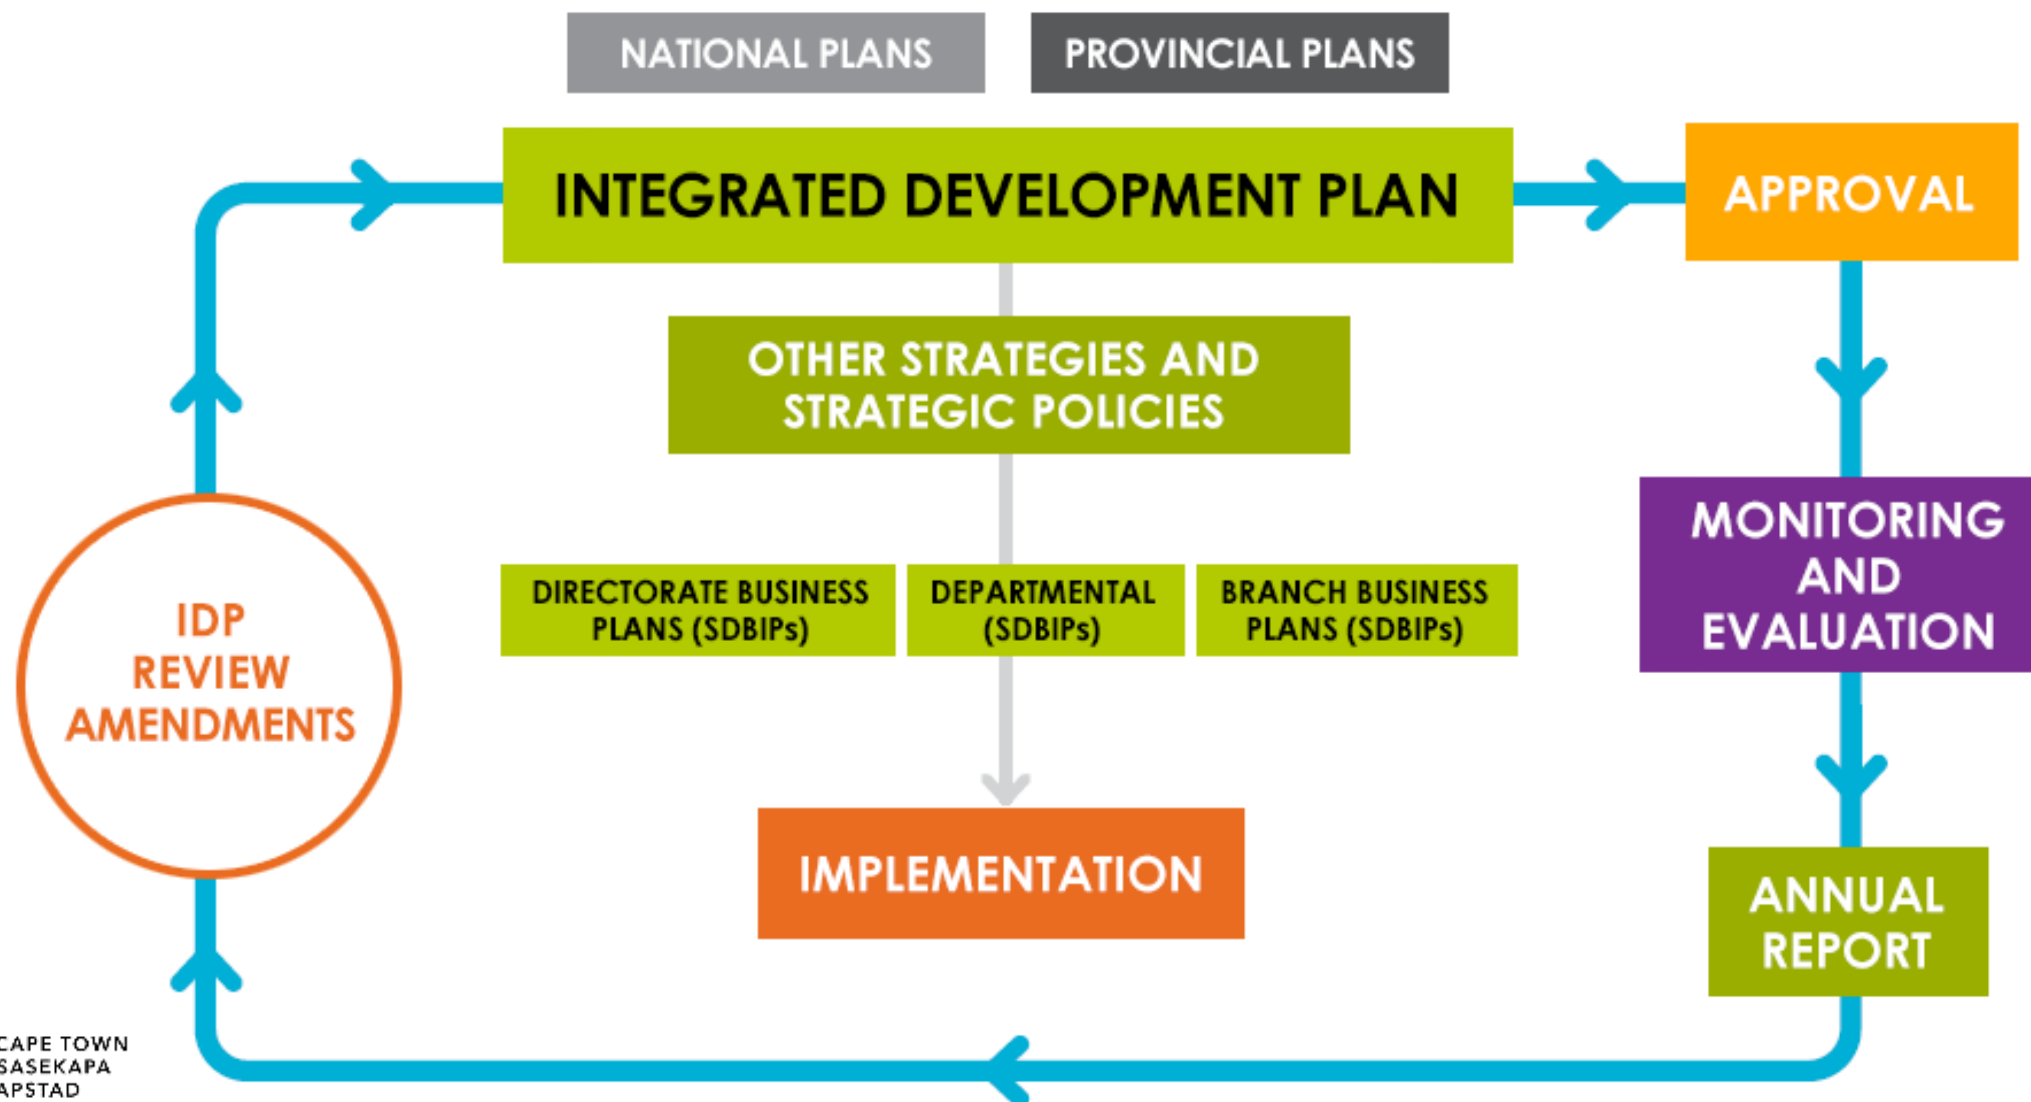 NATIONAL PLANS
PROVINCIAL PLANS
INTEGRATED DEVELOPMENT PLAN
APPROVAL
OTHER STRATEGIES AND
STRATEGIC POLICIES
MONITORING
AND
EVALUATION
DIRECTORATE BUSINESS
PLANS (SDBIPs)
DEPARTMENTAL
(SDBIPs)
BRANCH BUSINESS
PLANS (SDBIPs)
IDP
REVIEW
AMENDMENTS
IMPLEMENTATION
ANNUAL
REPORT
CAPE TOWN
SASEKAPA
APSTAD